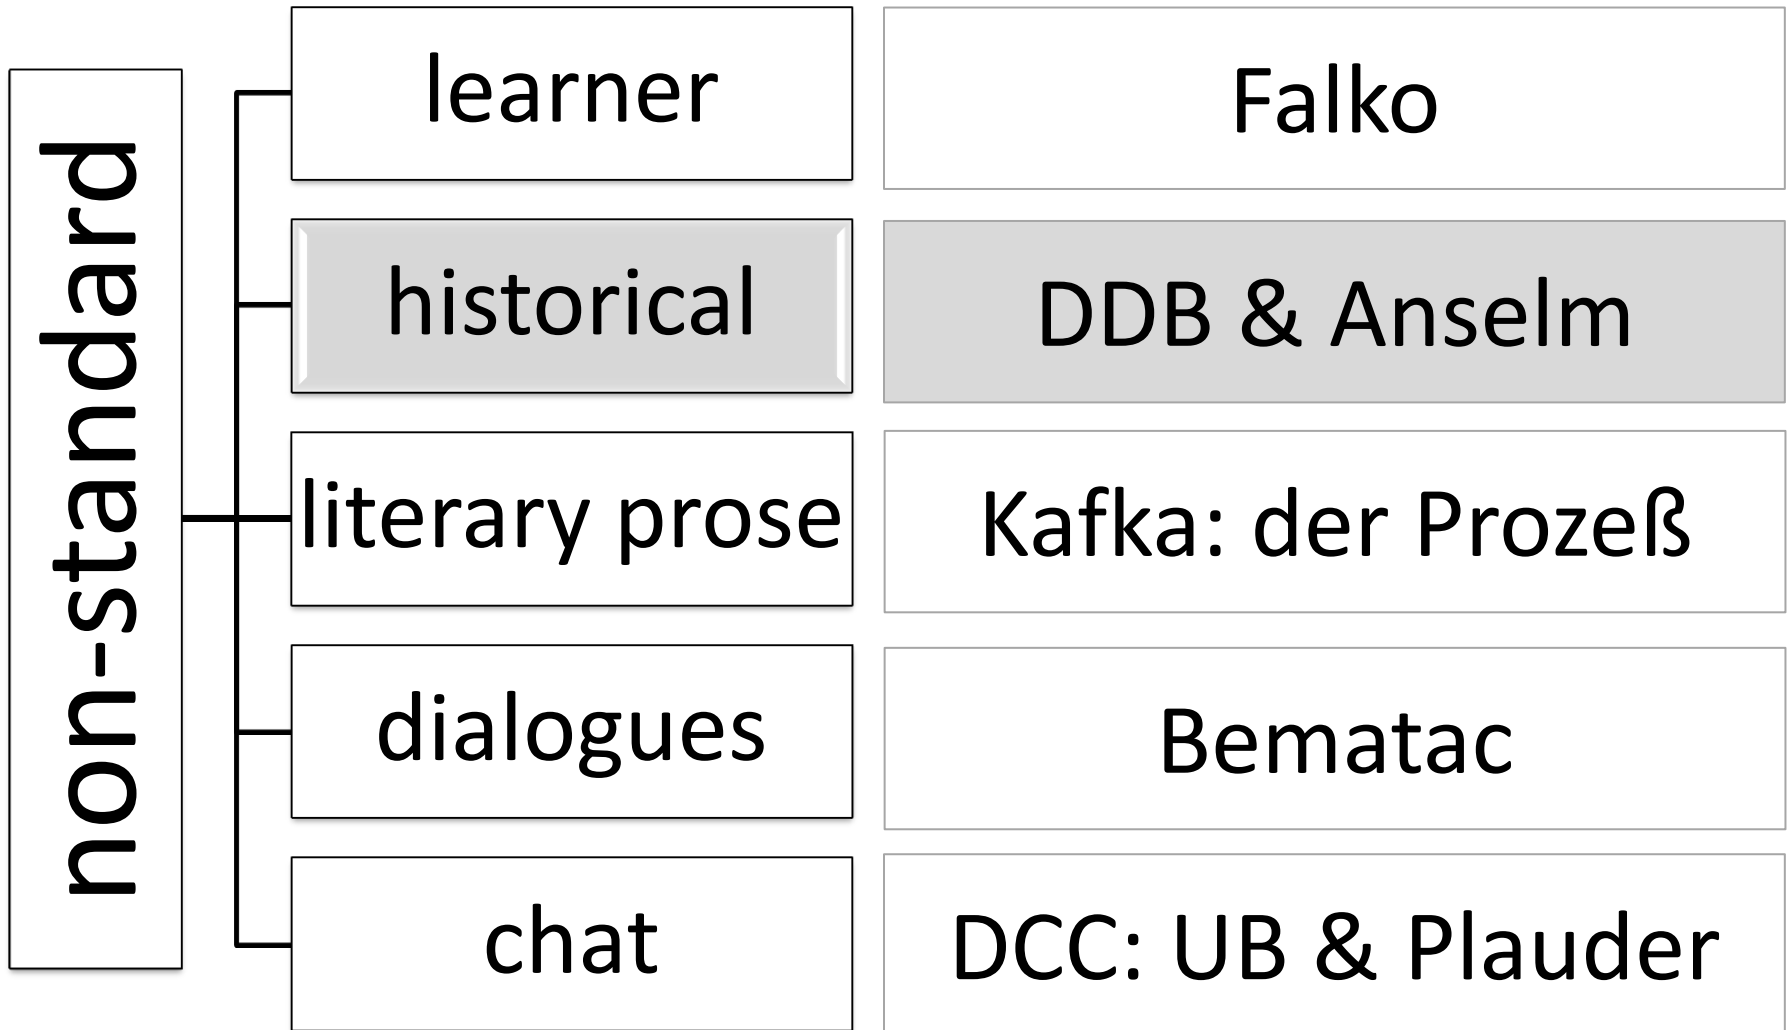 non-standard
learner
Falko
historical
DDB & Anselm
literary prose
Kafka: der Prozeß
dialogues
Bematac
chat
DCC: UB & Plauder